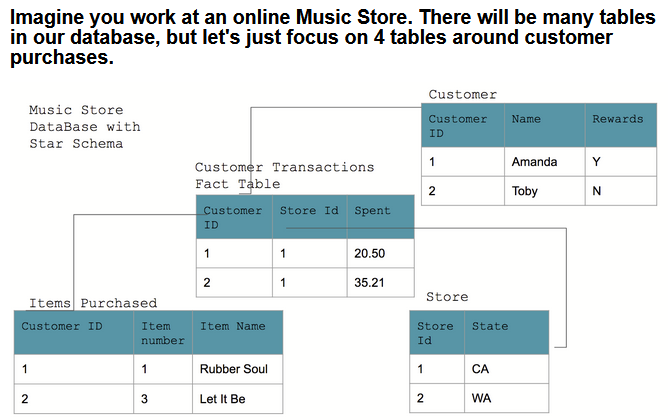 Imagine you work at an online Music Store. There will be many tables
in our database, but let's just focus on 4 tables around customer
purchases.
Music Store
DataBase with
Star Schema
Customer
Customer ID Name Rewards
1 Amanda Y
2 Toby N
Customer Transactions
Fact Table
Customer ID Store Id Spent
1 1 20.50
2 1 35.21
Items Purchased
Customer ID Item number Item Name
1 1 Rubber Soul
2 3 Let It Be
Store
Store Id State
1 CA
2 WA